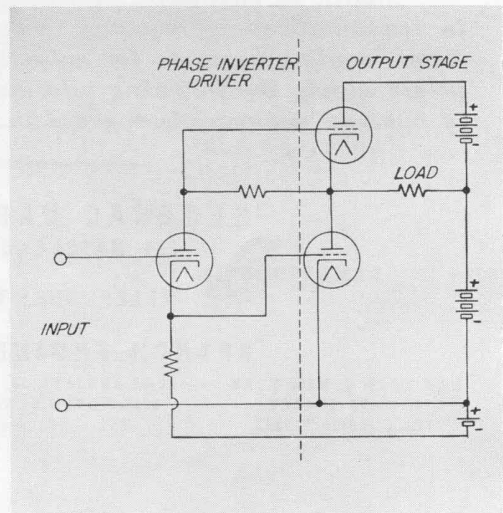 PHASE INVERTER
DRIVER
OUTPUT STAGE
+
-
LOAD
+
-
INPUT
+
-